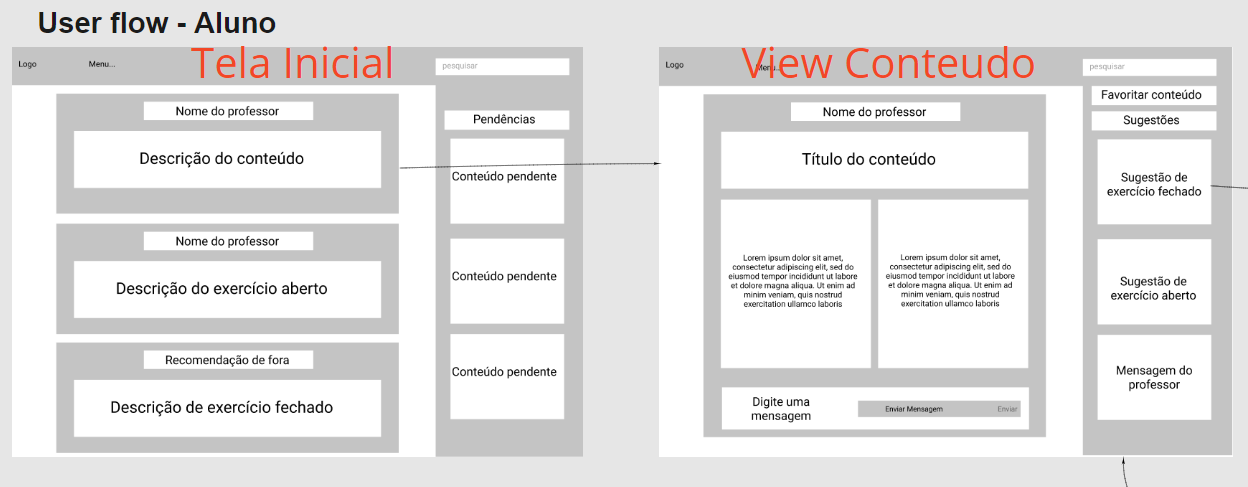 User flow - Aluno
Tela Inicial
Logo
Menu...
pesquisar
Nome do professor
Descrição do conteúdo
Nome do professor
Descrição do exercício aberto
Recomendação de fora
Descrição de exercício fechado
Pendências
Conteúdo pendente
Conteúdo pendente
Conteúdo pendente
View Conteudo
Logo
Menu...
pesquisar
Nome do professor
Título do conteúdo
Lorem ipsum dolor sit amet,
consectetur adipiscing elit, sed do
eiusmod tempor incididunt ut labore
et dolore magna aliqua. Ut enim ad
minim veniam, quis nostrud
exercitation ullamco laboris
Lorem ipsum dolor sit amet,
consectetur adipiscing elit, sed do
eiusmod tempor incididunt ut labore
et dolore magna aliqua. Ut enim ad
minim veniam, quis nostrud
exercitation ullamco laboris
Digite uma
mensagem
Enviar Mensagem
Enviar
Favoritar conteúdo
Sugestões
Sugestão de
exercício fechado
Sugestão de
exercício aberto
Mensagem do
professor